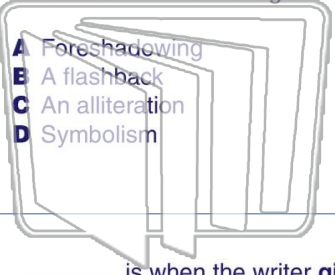 A Foreshadowing
B A flashback
C An alliteration
D Symbolism
is when the writer